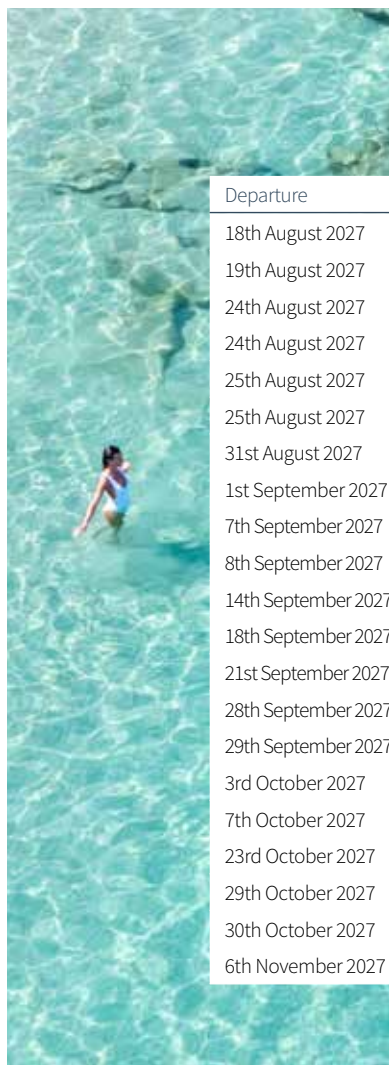 Departure
18th August 2027
19th August 2027
24th August 2027
24th August 2027
25th August 2027
25th August 2027
31st August 2027
1st September 2027
7th September 2027
8th September 2027
14th September 2027
18th September 2027
21st September 2027
28th September 2027
29th September 2027
3rd October 2027
7th October 2027
23rd October 2027
29th October 2027
30th October 2027
6th November 2027